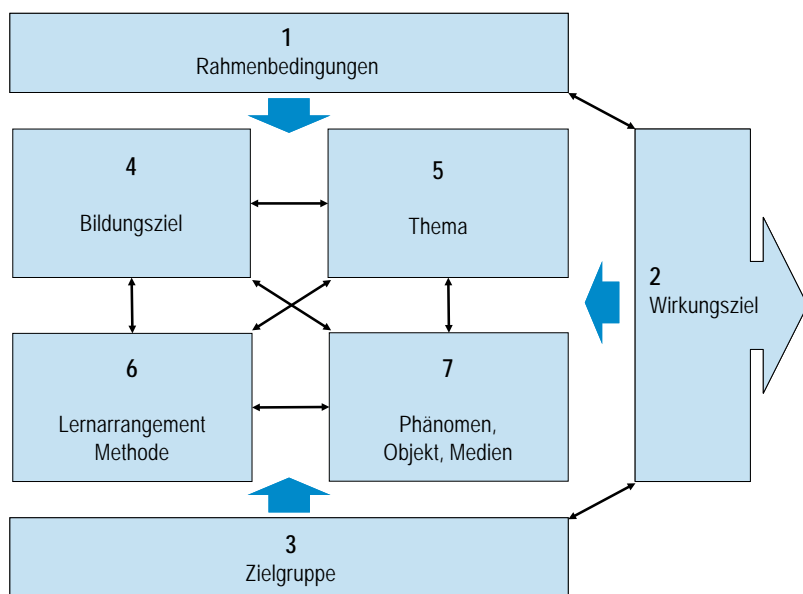 1
Rahmenbedingungen
4
Bildungsziel
5
Thema
2
Wirkungsziel
6
Lernarrangement
Methode
7
Phänomen,
Objekt, Medien
3
Zielgruppe